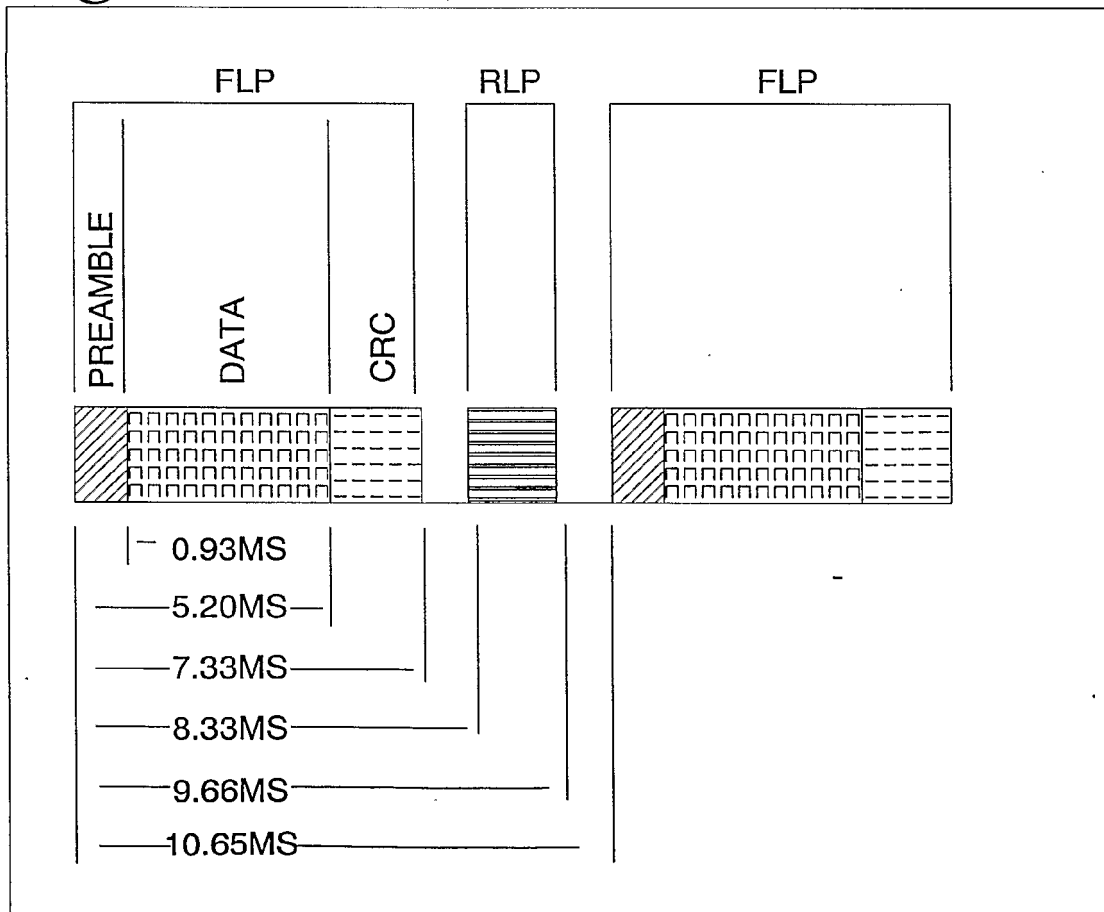 FLP RLP FLP
PREAMBLE
DATA
CRC
0.93MS
5.20MS
7.33MS
8.33MS
9.66MS
10.65MS